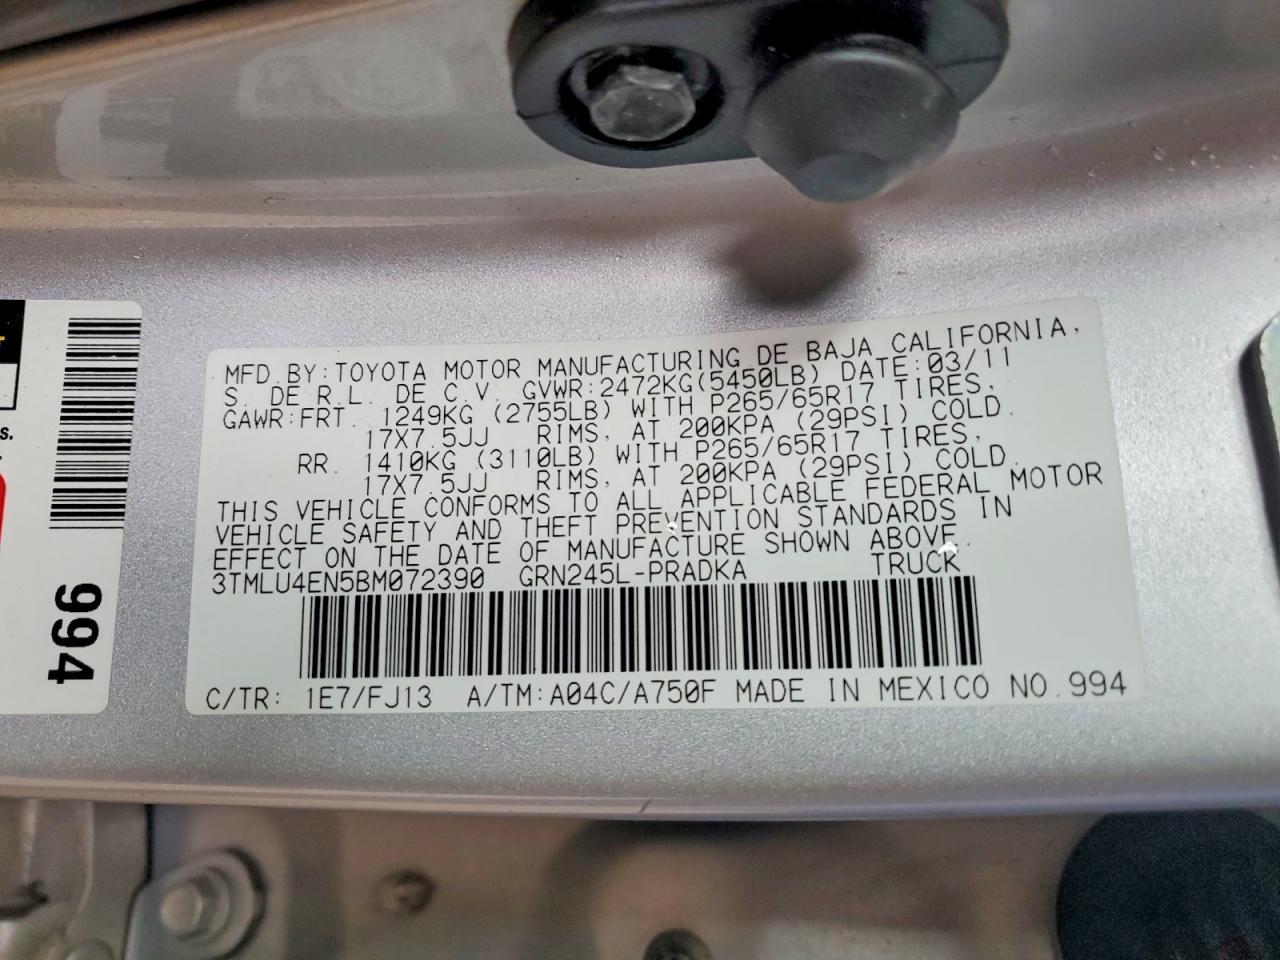 MFD. BY: TOYOTA MOTOR MANUFACTURING DE BAJA CALIFORNIA,
S. DE R.L. DE C.V. GVWR:2472KG(5450LB) DATE:03/11
GAWR:FRT. 1249KG (2755LB) WITH P265/65R17 TIRES,
17X7.5JJ RIMS, AT 200KPA (29PSI) COLD.
RR. 1410KG (3110LB) WITH P265/65R17 TIRES,
17X7.5JJ RIMS, AT 200KPA (29PSI) COLD.
THIS VEHICLE CONFORMS TO ALL APPLICABLE FEDERAL MOTOR
VEHICLE SAFETY AND THEFT PREVENTION STANDARDS IN
EFFECT ON THE DATE OF MANUFACTURE SHOWN ABOVE.
3TMLU4EN5BM072390 GRN245L-PRADKA TRUCK
C/TR: 1E7/FJ13 A/TM:A04C/A750F MADE IN MEXICO NO.994
994
s.